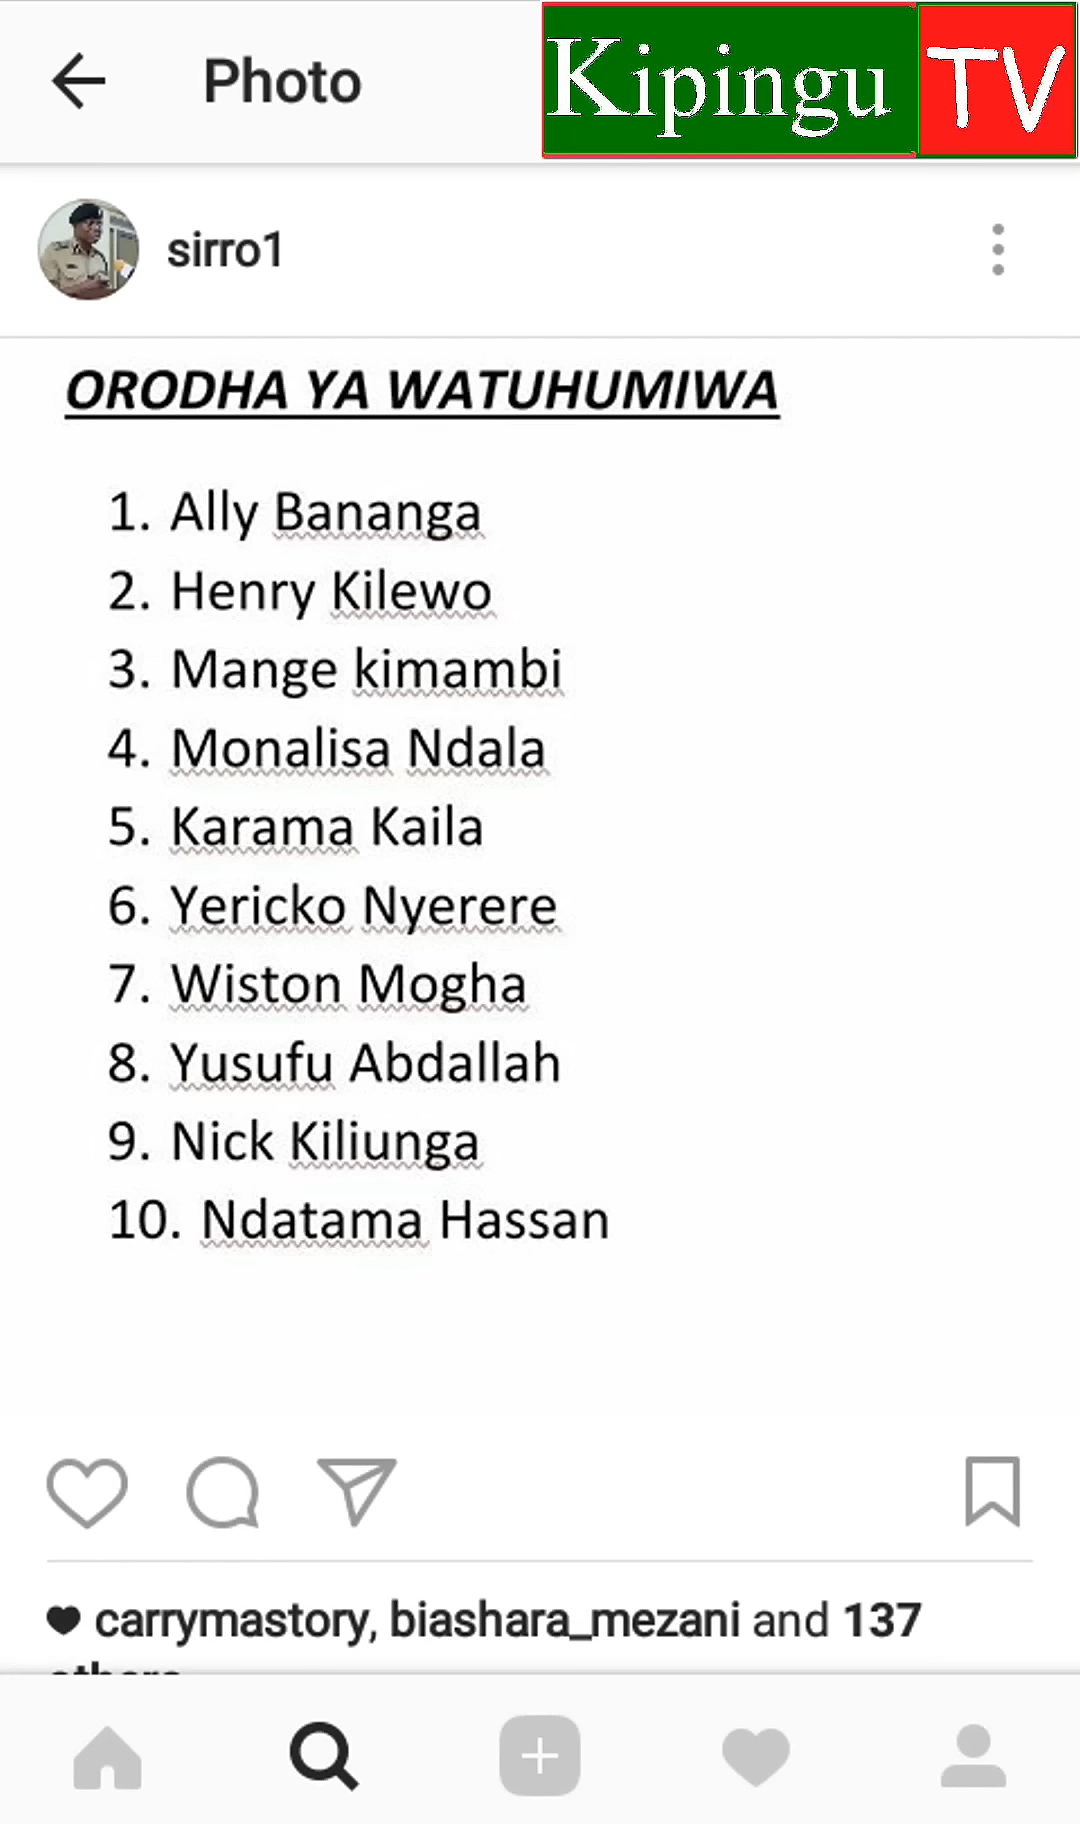 Photo
Kipingu TV
sirro1
ORODHA YA WATUHUMIWA
1. Ally Bananga
2. Henry Kilewo
3. Mange kimambi
4. Monalisa Ndala
5. Karama Kaila
6. Yericko Nyerere
7. Wiston Mogha
8. Yusufu Abdallah
9. Nick Kiliunga
10. Ndatama Hassan
carrymastory, biashara_mezani and 137
others